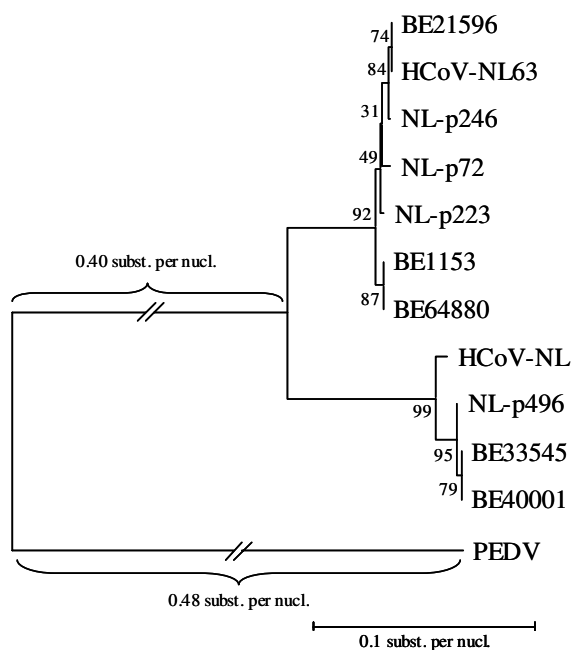 74
BE21596
84
HCoV-NL63
31
NL-p246
49
NL-p72
92
NL-p223
0.40 subst. per nucl.
BE1153
87
BE64880
HCoV-NL
99
NL-p496
95
BE33545
79
BE40001
PEDV
0.48 subst. per nucl.
0.1 subst. per nucl.